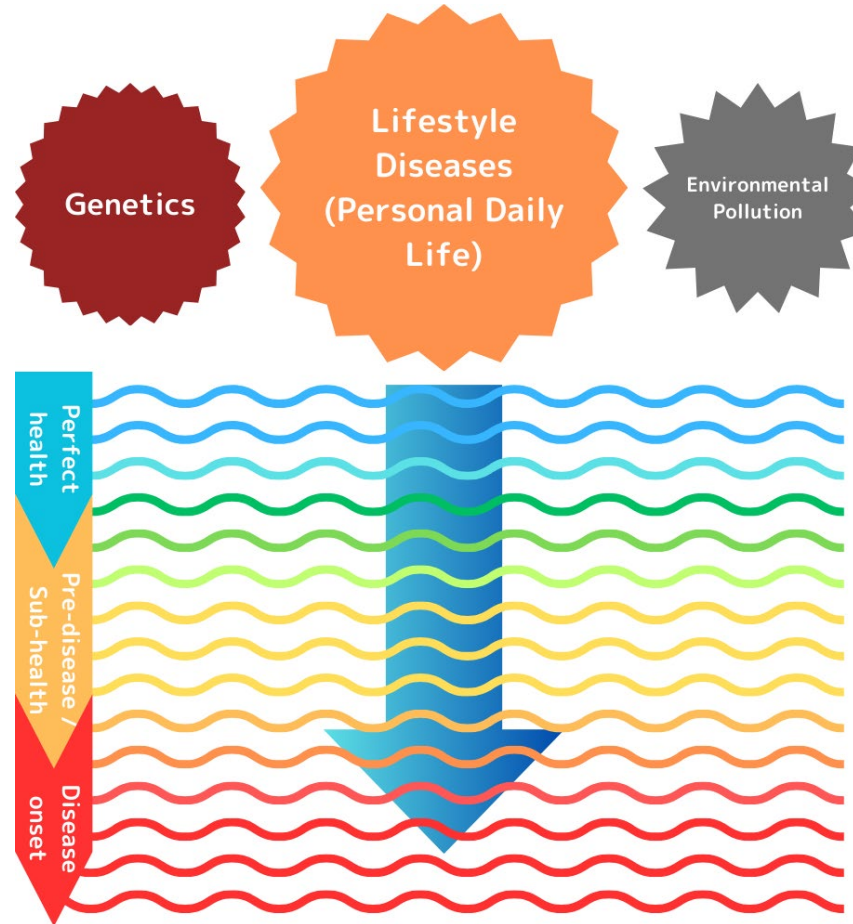 Genetics
Lifestyle
Diseases
(Personal Daily
Life)
Environmental
Pollution
Perfect
health
Pre-disease /
Sub-health
Disease
onset